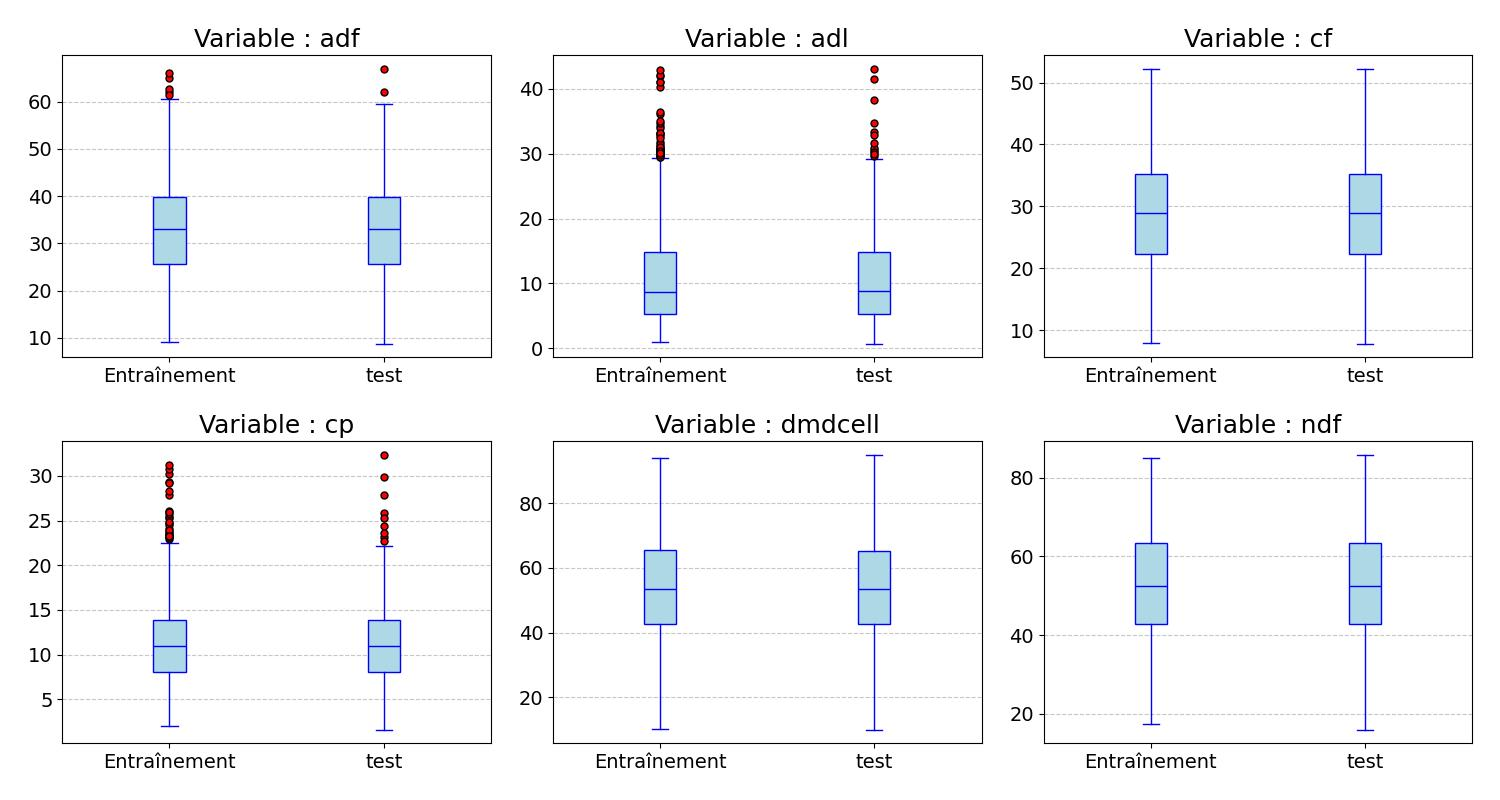 Variable : adf
60
50
40
30
20
10
Entraînement test
Variable : adl
40
30
20
10
0
Entraînement test
Variable : cf
50
40
30
20
10
Entraînement test
Variable : cp
30
25
20
15
10
5
Entraînement test
Variable : dmdcell
80
60
40
20
Entraînement test
Variable : ndf
80
60
40
20
Entraînement test